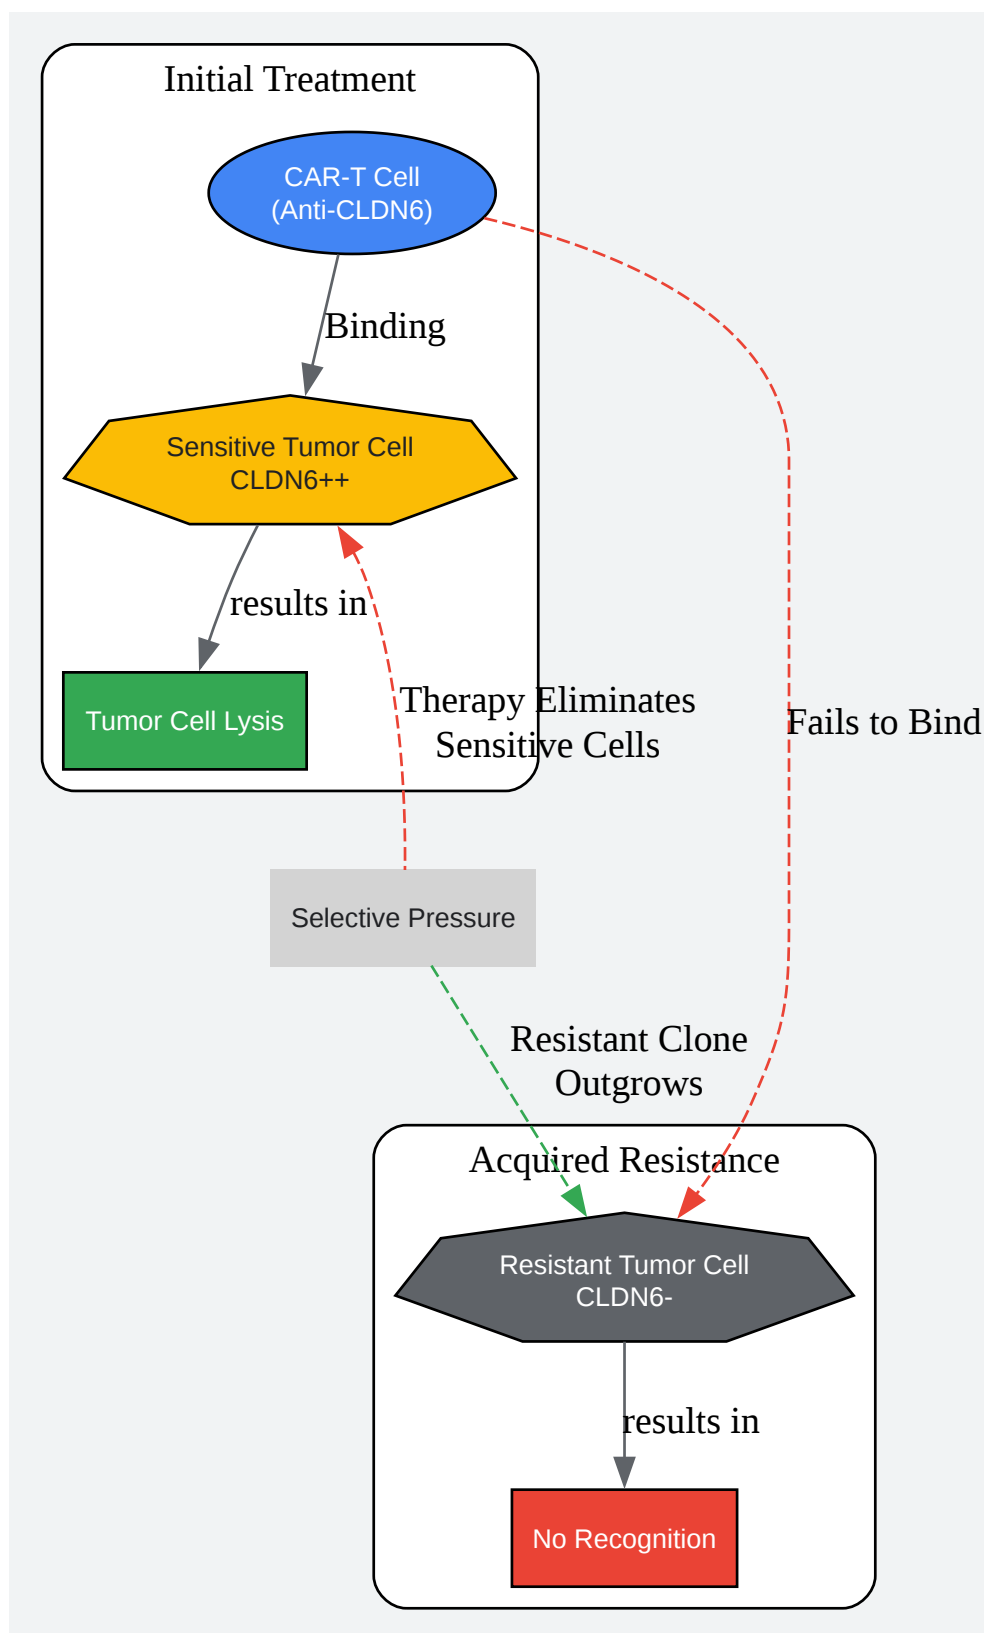 Initial Treatment
CAR-T Cell
(Anti-CLDN6)
Binding
Sensitive Tumor Cell
CLDN6++
results in
Tumor Cell Lysis
Therapy Eliminates
Sensitive Cells
Fails to Bind
Selective Pressure
Resistant Clone
Outgrows
Acquired Resistance
Resistant Tumor Cell
CLDN6-
results in
No Recognition